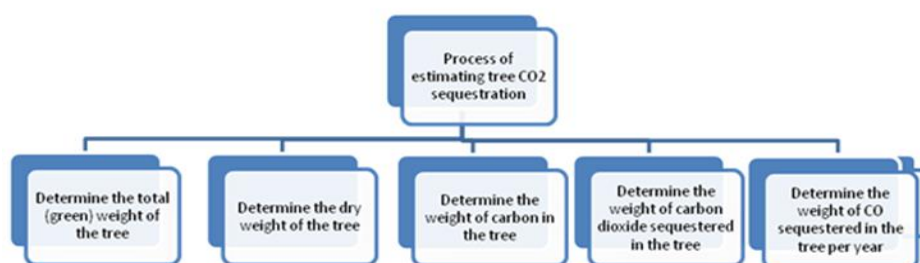 Process of
estimating tree CO2
sequestration
Determine the total
(green) weight of
the tree
Determine the dry
weight of the tree
Determine the
weight of carbon in
the tree
Determine the
weight of carbon
dioxide sequestered
in the tree
Determine the
weight of CO
sequestered in the
tree per year